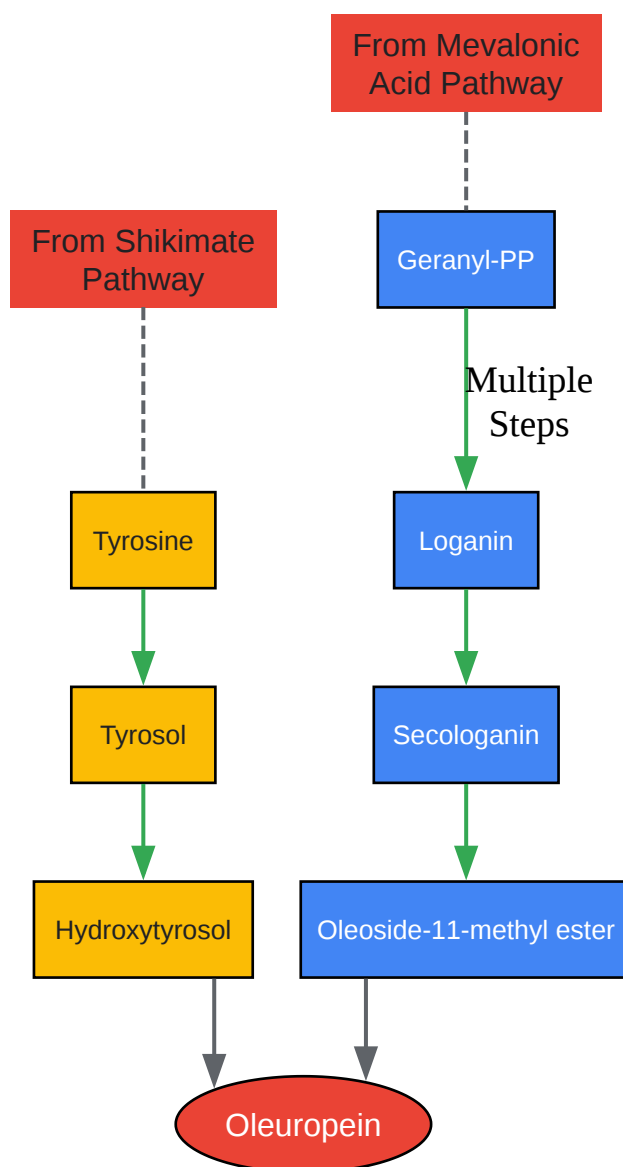 From Mevalonic
Acid Pathway
From Shikimate
Pathway
Geranyl-PP
Multiple
Steps
Tyrosine
Loganin
Tyrosol
Secologanin
Hydroxytyrosol
Oleoside-11-methyl ester
Oleuropein